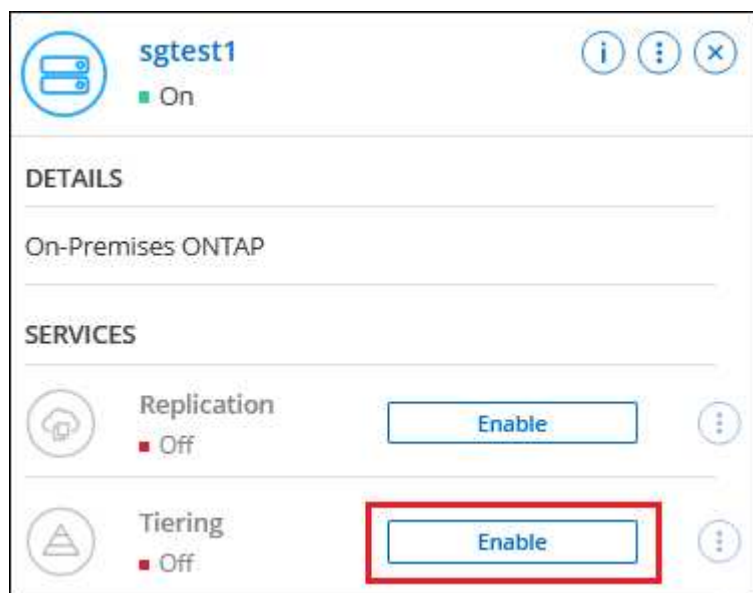 sgtest1
On
DETAILS
On-Premises ONTAP
SERVICES
Replication
Enable
Off
Tiering
Enable
Off